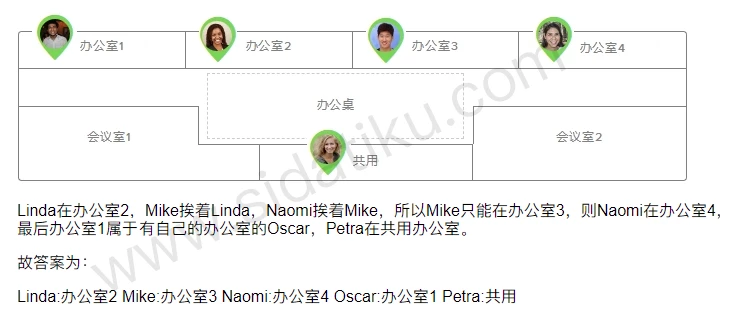 办公室1
办公室2
办公室3
办公室4
办公桌
会议室1
会议室2
共用
www.sidatiku.com
Linda在办公室2，Mike挨着Linda，Naomi挨着Mike，所以Mike只能在办公室3，则Naomi在办公室4，
最后办公室1属于有自己的办公室的Oscar，Petra在共用办公室。
故答案为：
Linda:办公室2 Mike:办公室3 Naomi:办公室4 Oscar:办公室1 Petra:共用